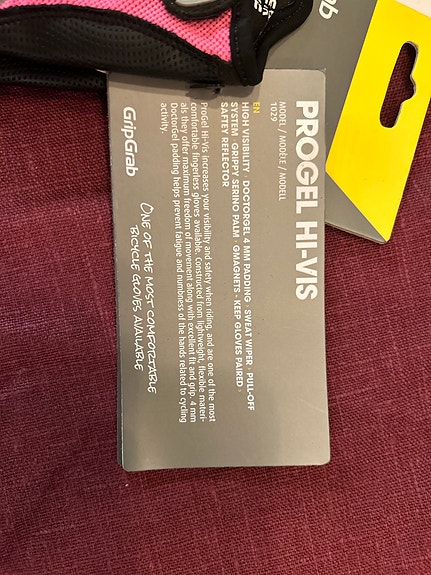 PROGEL HI-VIS
MODEL / MODÈLE / MODELL
1029
EN
HIGH VISIBILITY · DOCTORGEL 4 MM PADDING · SWEAT WIPER · PULL-OFF
SYSTEM · GRIPPY SERINO PALM · GMAGNETS - KEEP GLOVES PAIRED ·
SAFTEY REFLECTOR
ProGel Hi-Vis increases your visibility and safety when riding, and are one of the most
comfortable fingerless gloves available. Constructed from lightweight, flexible materi-
als they offer maximum freedom of movement along with excellent fit and grip. 4 mm
DoctorGel padding helps prevent fatigue and numbness of the hands related to cycling
activity.
GripGrab
ONE OF THE MOST COMFORTABLE
BICYCLE GLOVES AVAILABLE